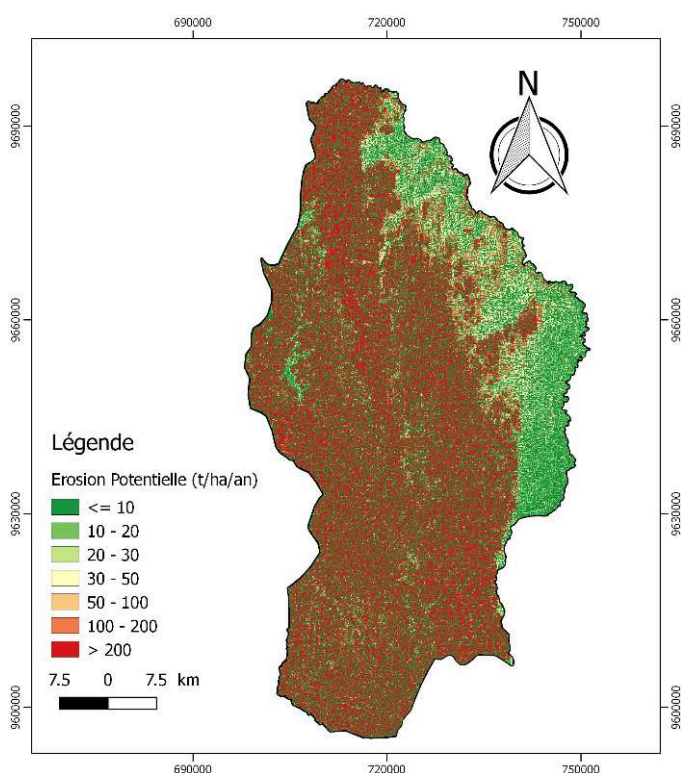 690000 720000 750000
N
9690000 9690000
9660000 9660000
Légende
Erosion Potentielle (t/ha/an)
<= 10
10 - 20
20 - 30
30 - 50
50 - 100
100 - 200
> 200
9630000 9630000
7.5 0 7.5 km
9600000 9600000
690000 720000 750000